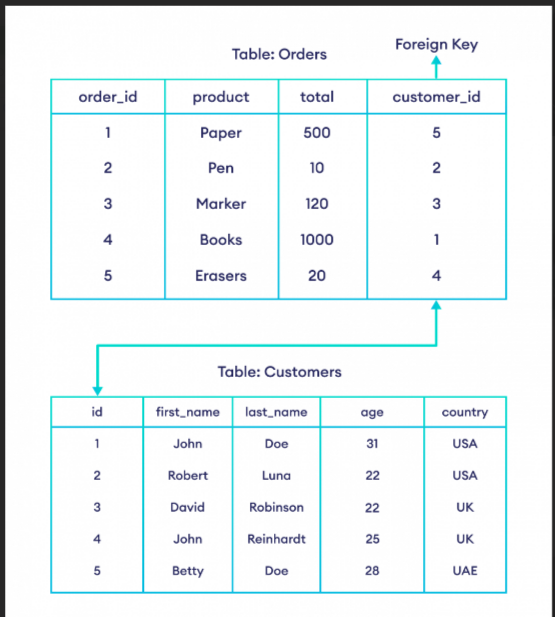 Foreign Key
Table: Orders
order_id product total customer_id
1 Paper 500 5
2 Pen 10 2
3 Marker 120 3
4 Books 1000 1
5 Erasers 20 4
Table: Customers
id first_name last_name age country
1 John Doe 31 USA
2 Robert Luna 22 USA
3 David Robinson 22 UK
4 John Reinhardt 25 UK
5 Betty Doe 28 UAE